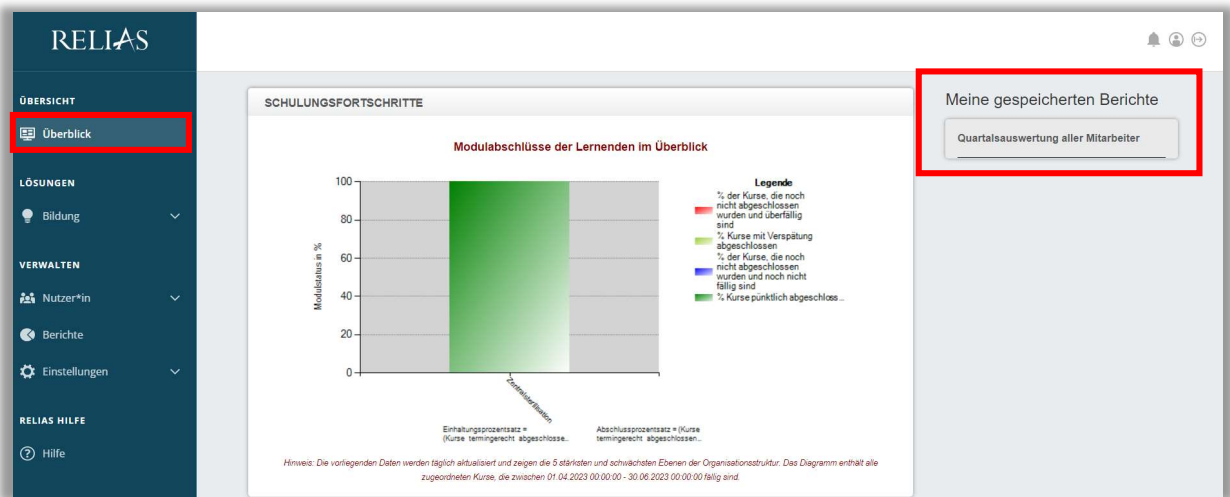 RELIAS
ÜBERSICHT
Überblick
LÖSUNGEN
Bildung
VERWALTEN
Nutzer*in
Berichte
Einstellungen
RELIAS HILFE
Hilfe
SCHULUNGSFORTSCHRITTE
Modulabschlüsse der Lernenden im Überblick
Modulstatus in %
100
80
60
40
20
0
Zentralsterilisation
Legende
% der Kurse, die noch
nicht abgeschlossen
wurden und überfällig
sind
% Kurse mit Verspätung
abgeschlossen
% der Kurse, die noch
nicht abgeschlossen
wurden und noch nicht
fällig sind
% Kurse pünktlich abgeschloss...
Einhaltungsprozentsatz =
(Kurse termingerecht abgeschlosse...
Abschlussprozentsatz = (Kurse
termingerecht abgeschlossen...
Hinweis: Die vorliegenden Daten werden täglich aktualisiert und zeigen die 5 stärksten und schwächsten Ebenen der Organisationsstruktur. Das Diagramm enthält alle
zugeordneten Kurse, die zwischen 01.04.2023 00:00:00 - 30.06.2023 00:00:00 fällig sind.
Meine gespeicherten Berichte
Quartalsauswertung aller Mitarbeiter